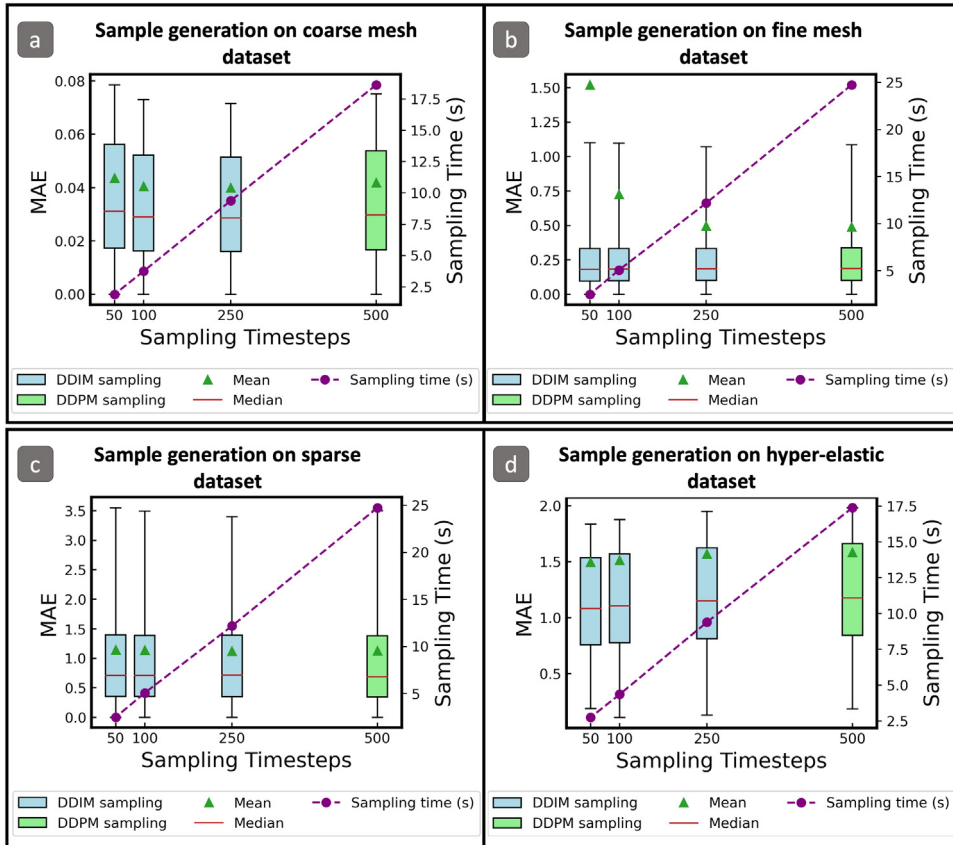 a
Sample generation on coarse mesh
dataset
0.08
0.06
0.04
0.02
0.00
MAE
17.5
15.0
12.5
10.0
7.5
5.0
2.5
Sampling Time (s)
50 100 250 500
Sampling Timesteps
DDIM sampling Mean Sampling time (s)
DDPM sampling Median
b
Sample generation on fine mesh
dataset
1.50
1.25
1.00
0.75
0.50
0.25
0.00
MAE
25
20
15
10
5
Sampling Time (s)
50 100 250 500
Sampling Timesteps
DDIM sampling Mean Sampling time (s)
DDPM sampling Median
c
Sample generation on sparse
dataset
3.5
3.0
2.5
2.0
1.5
1.0
0.5
0.0
MAE
25
20
15
10
5
Sampling Time (s)
50 100 250 500
Sampling Timesteps
DDIM sampling Mean Sampling time (s)
DDPM sampling Median
d
Sample generation on hyper-elastic
dataset
2.0
1.5
1.0
0.5
MAE
17.5
15.0
12.5
10.0
7.5
5.0
2.5
Sampling Time (s)
50 100 250 500
Sampling Timesteps
DDIM sampling Mean Sampling time (s)
DDPM sampling Median